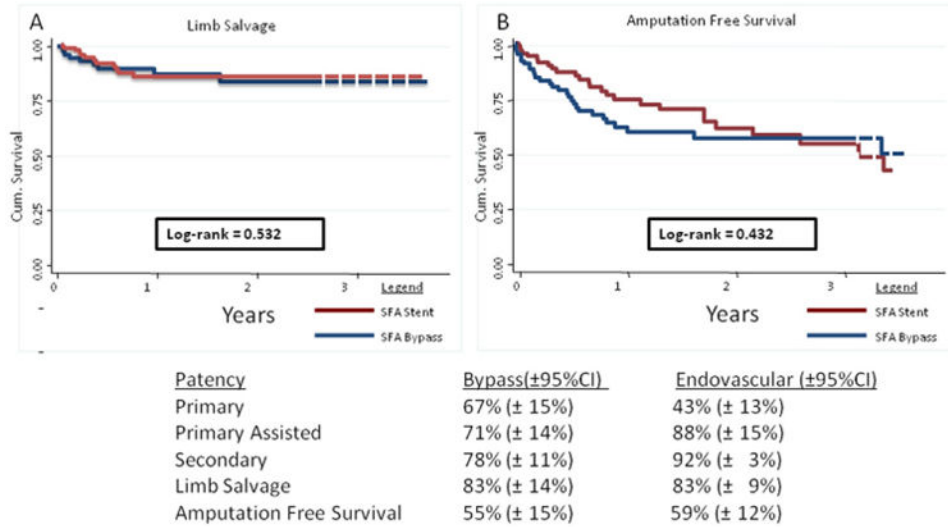 A
Limb Salvage
Cum. Survival
1.00
0.75
0.50
0.25
0.00
Log-rank = 0.532
0 1 2 3
Years
Legend
SFA Stent
SFA Bypass
B
Amputation Free Survival
Cum. Survival
1.00
0.75
0.50
0.25
0.00
Log-rank = 0.432
0 1 2 3
Years
Legend
SFA Stent
SFA Bypass
Patency Bypass(±95%CI) Endovascular (±95%CI)
Primary 67% (± 15%) 43% (± 13%)
Primary Assisted 71% (± 14%) 88% (± 15%)
Secondary 78% (± 11%) 92% (± 3%)
Limb Salvage 83% (± 14%) 83% (± 9%)
Amputation Free Survival 55% (± 15%) 59% (± 12%)